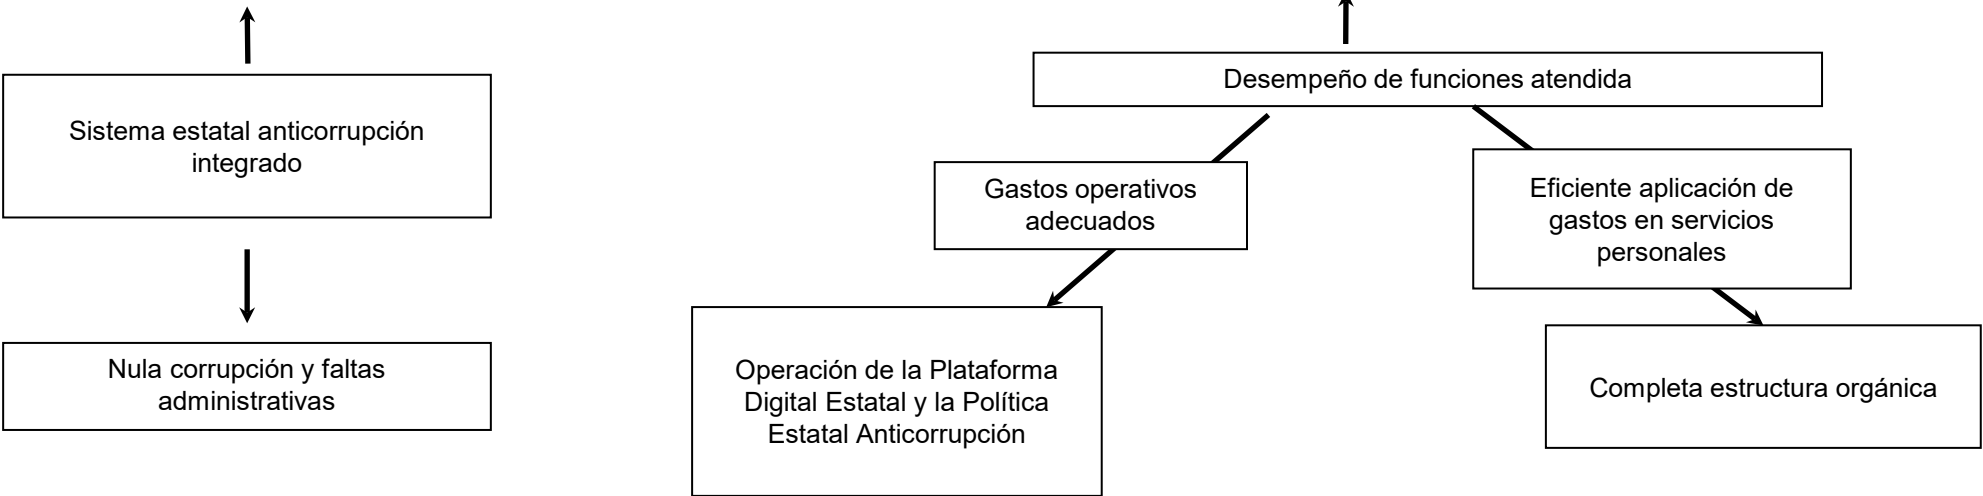 Sistema estatal anticorrupción
integrado
Nula corrupción y faltas
administrativas
Desempeño de funciones atendida
Gastos operativos
adecuados
Eficiente aplicación de
gastos en servicios
personales
Operación de la Plataforma
Digital Estatal y la Política
Estatal Anticorrupción
Completa estructura orgánica